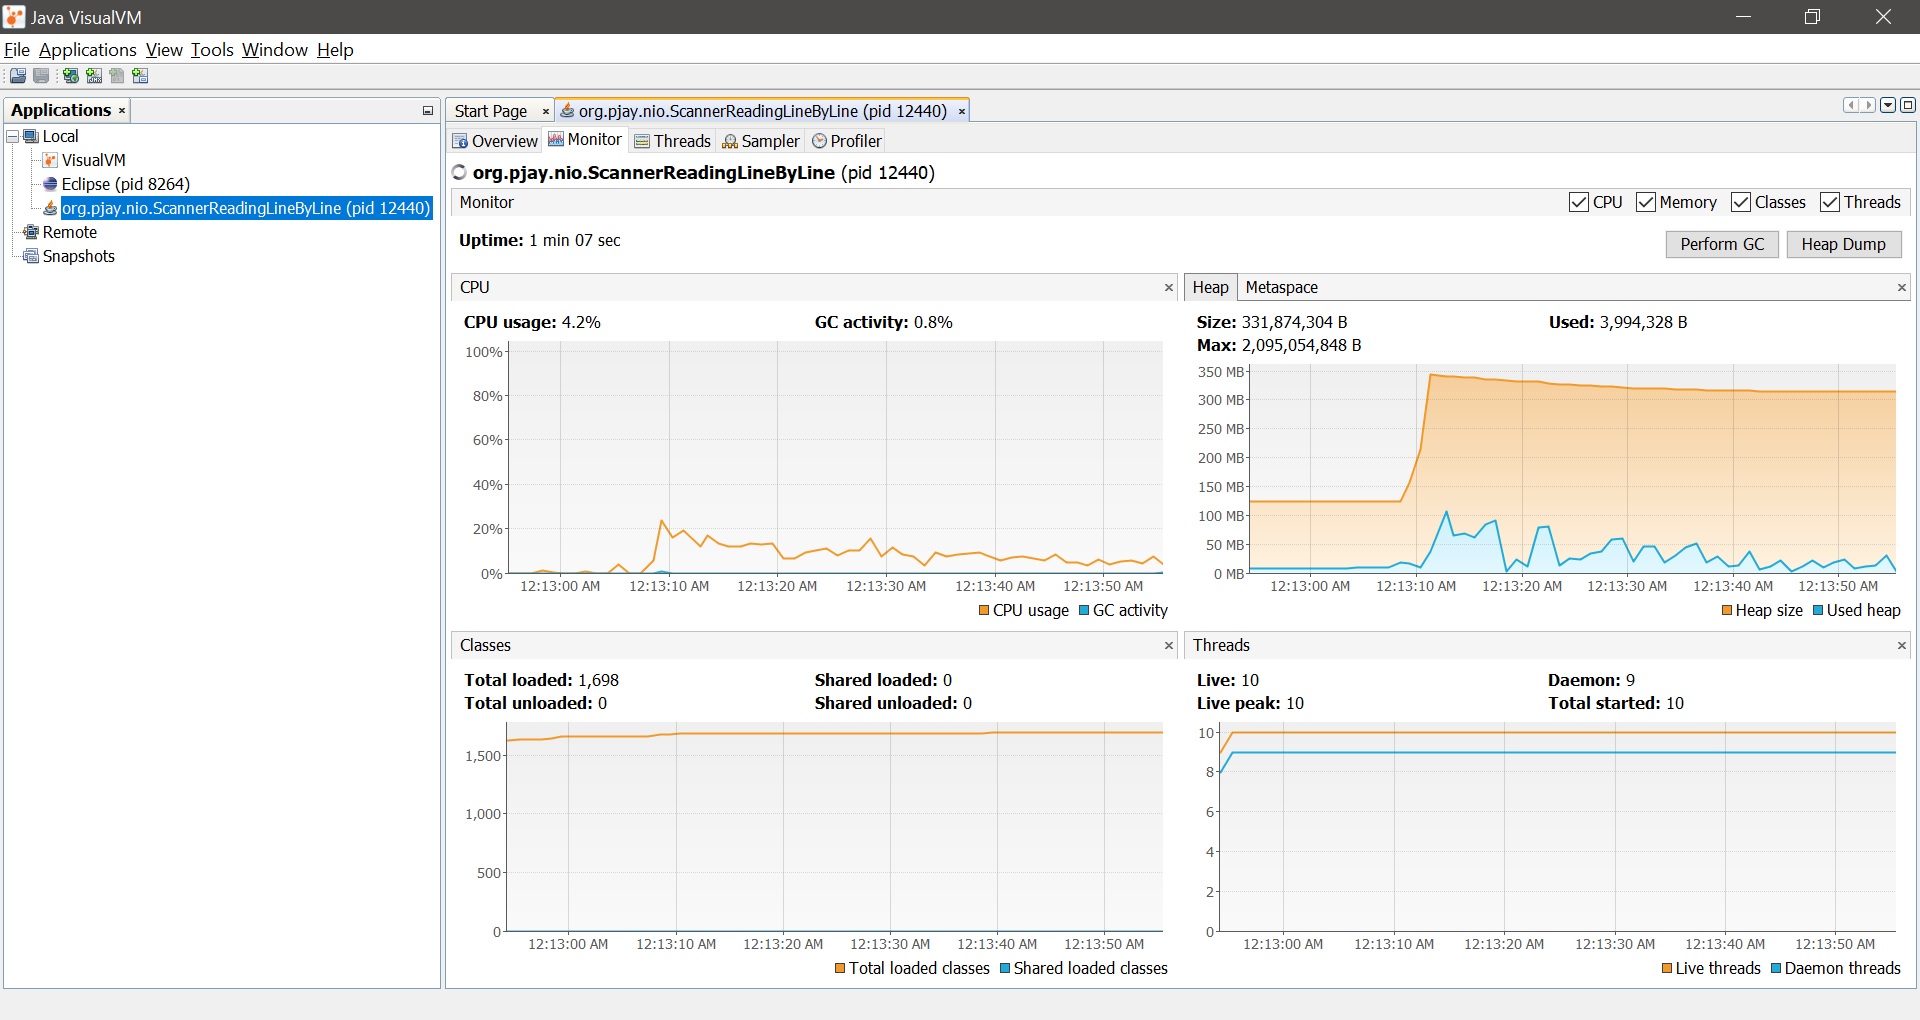 Java VisualVM
File Applications View Tools Window Help
Applications
Local
VisualVM
Eclipse (pid 8264)
org.pjay.nio.ScannerReadingLineByLine (pid 12440)
Remote
Snapshots
Start Page org.pjay.nio.ScannerReadingLineByLine (pid 12440)
Overview Monitor Threads Sampler Profiler
org.pjay.nio.ScannerReadingLineByLine (pid 12440)
Monitor CPU Memory Classes Threads
Uptime: 1 min 07 sec
Perform GC Heap Dump
CPU
CPU usage: 4.2% GC activity: 0.8%
100%
80%
60%
40%
20%
0%
12:13:00 AM 12:13:10 AM 12:13:20 AM 12:13:30 AM 12:13:40 AM 12:13:50 AM
CPU usage GC activity
Heap Metaspace
Size: 331,874,304 B Used: 3,994,328 B
Max: 2,095,054,848 B
350 MB
300 MB
250 MB
200 MB
150 MB
100 MB
50 MB
0 MB
12:13:00 AM 12:13:10 AM 12:13:20 AM 12:13:30 AM 12:13:40 AM 12:13:50 AM
Heap size Used heap
Classes
Total loaded: 1,698 Shared loaded: 0
Total unloaded: 0 Shared unloaded: 0
1,500
1,000
500
0
12:13:00 AM 12:13:10 AM 12:13:20 AM 12:13:30 AM 12:13:40 AM 12:13:50 AM
Total loaded classes Shared loaded classes
Threads
Live: 10 Daemon: 9
Live peak: 10 Total started: 10
10
8
6
4
2
0
12:13:00 AM 12:13:10 AM 12:13:20 AM 12:13:30 AM 12:13:40 AM 12:13:50 AM
Live threads Daemon threads